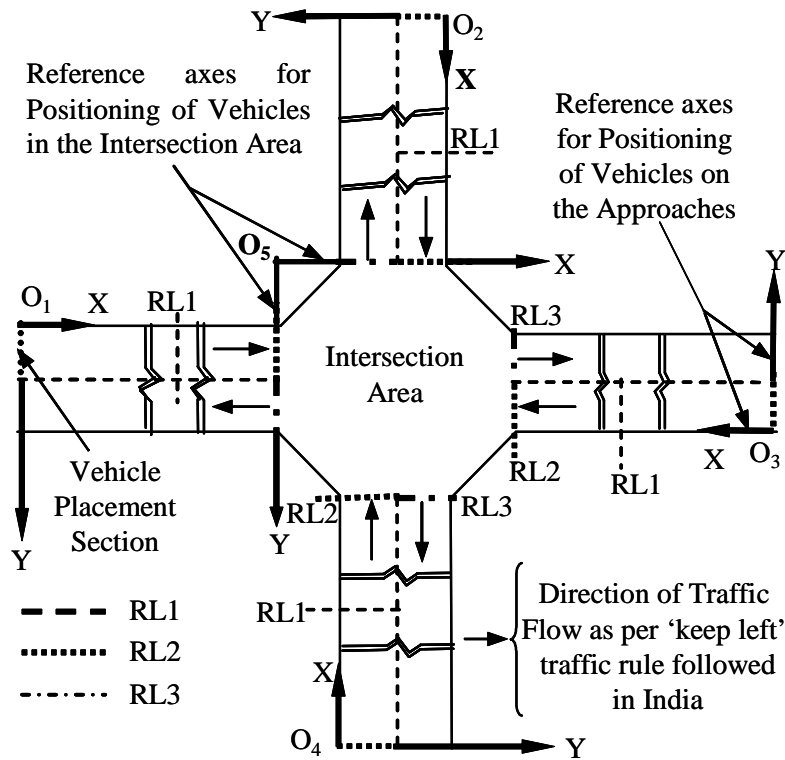 Y
O2
X
Reference axes for
Positioning of Vehicles
in the Intersection Area
Reference axes
for Positioning
of Vehicles on
the Approaches
RL1
O5
X
Y
O1
X
RL1
RL3
Intersection
Area
Vehicle
Placement
Section
Y
RL2
Y
RL3
RL2
RL1
X
O3
RL1
RL1
RL2
RL3
RL1
X
O4
Y
Direction of Traffic
Flow as per ‘keep left’
traffic rule followed
in India